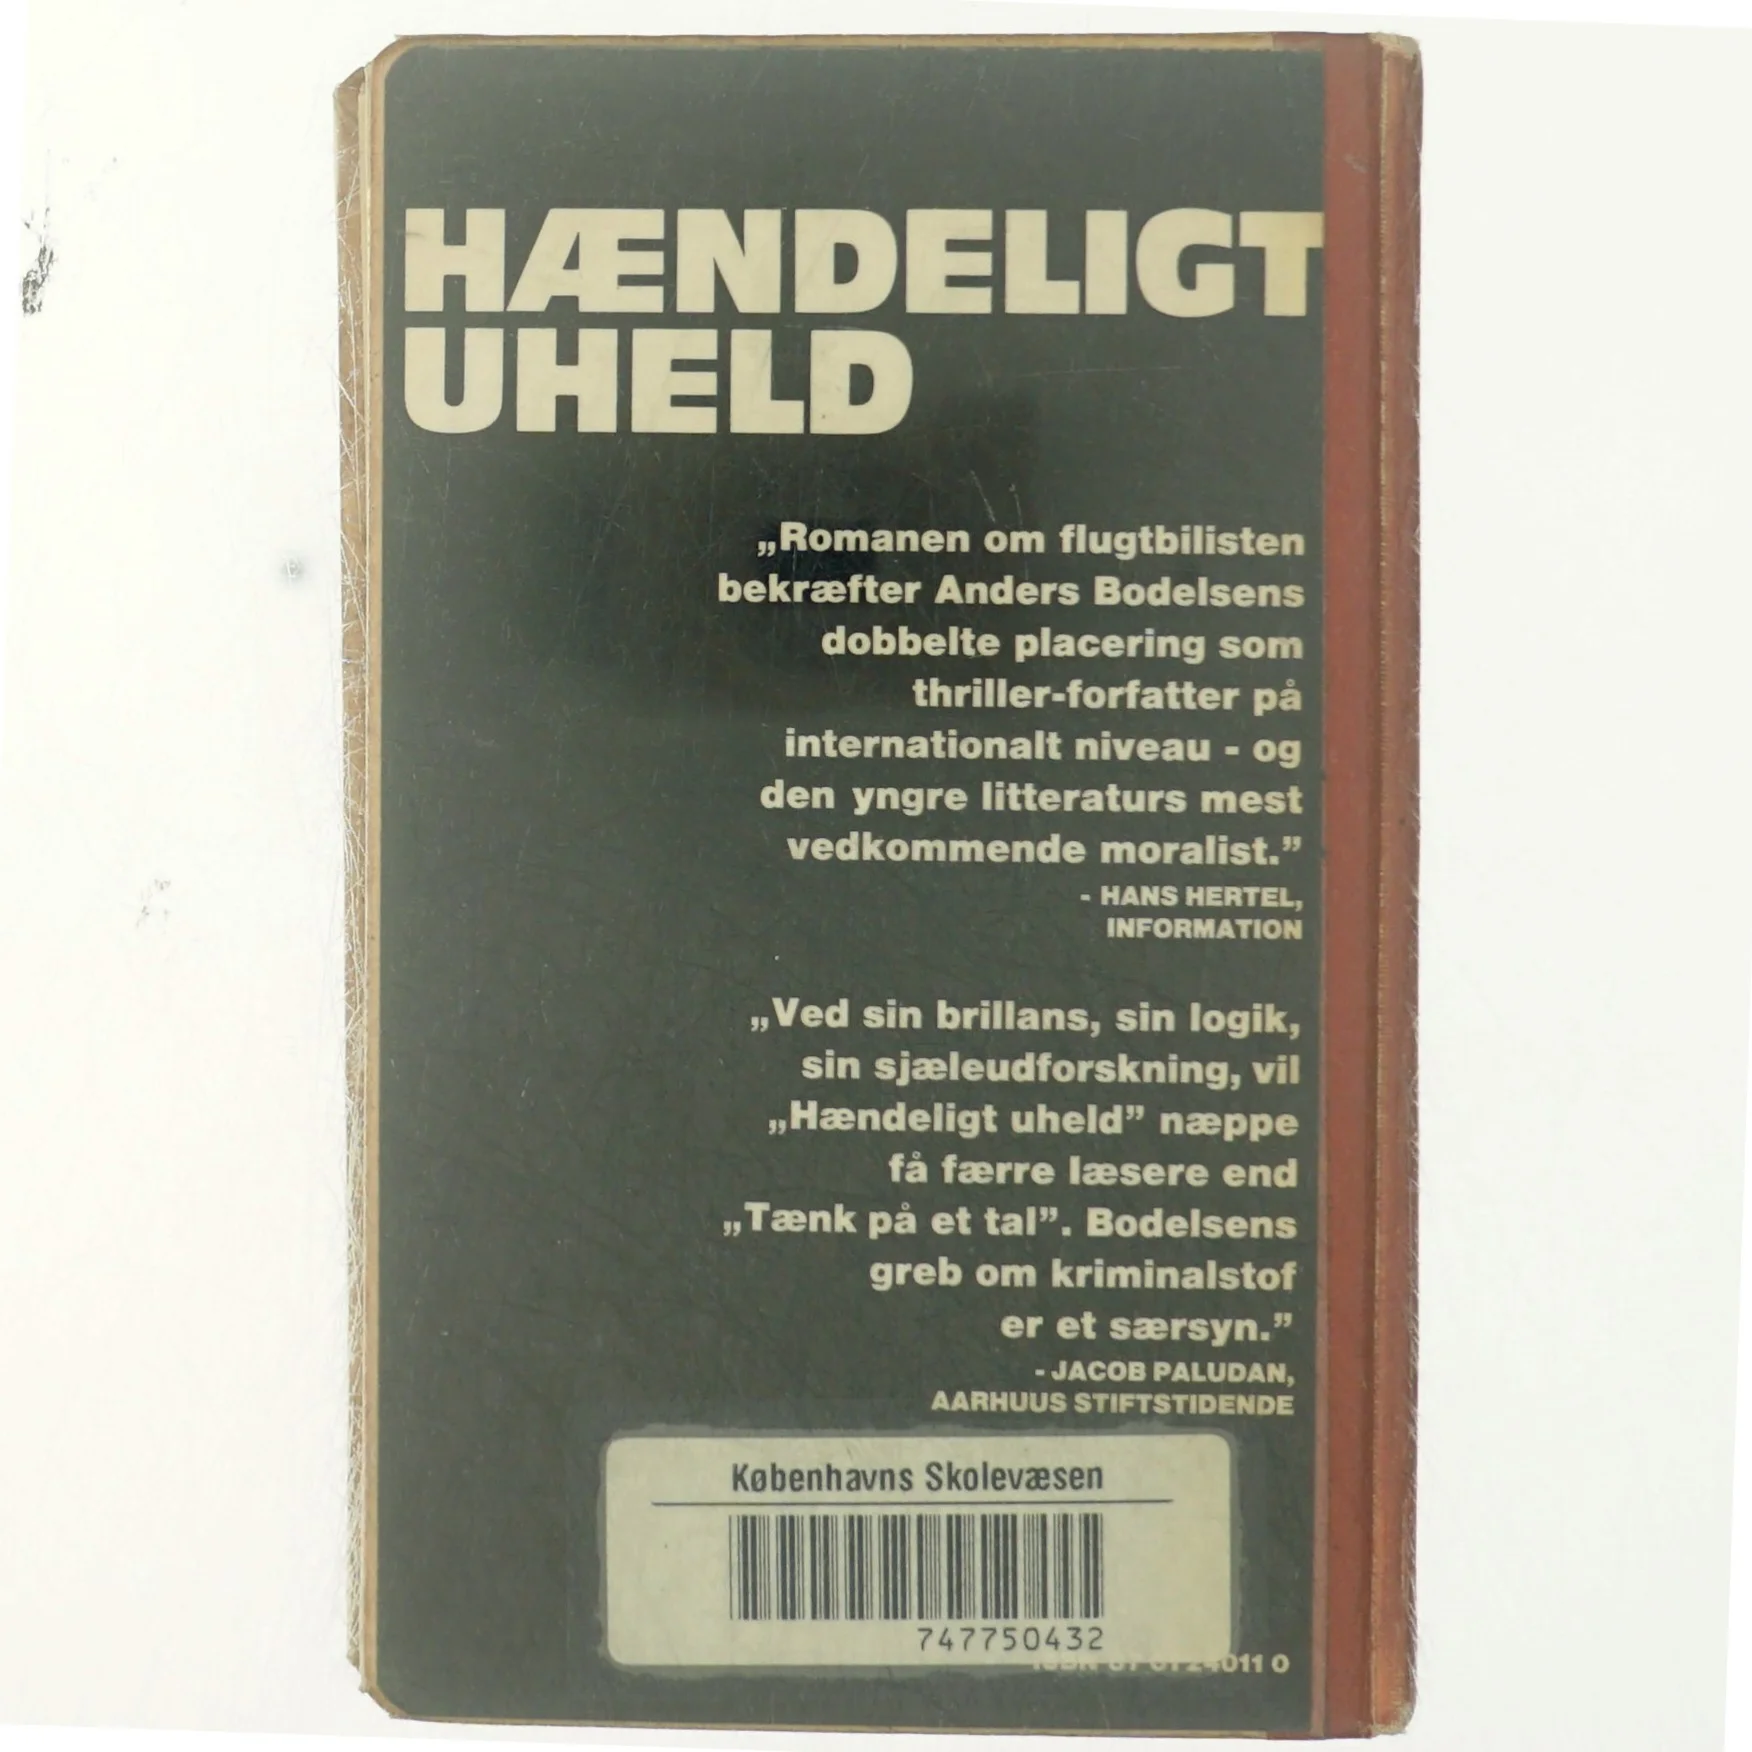 HÆNDELIGT
UHELD
„Romanen om flugtbilisten
bekræfter Anders Bodelsens
dobbelte placering som
thriller-forfatter på
internationalt niveau - og
den yngre litteraturs mest
vedkommende moralist.”
- HANS HERTEL,
INFORMATION
„Ved sin brillans, sin logik,
sin sjæleudforskning, vil
„Hændeligt uheld” næppe
få færre læsere end
„Tænk på et tal”. Bodelsens
greb om kriminalstof
er et særsyn.”
- JACOB PALUDAN,
AARHUUS STIFTSTIDENDE
Københavns Skolevæsen
747750432
ISBN 0